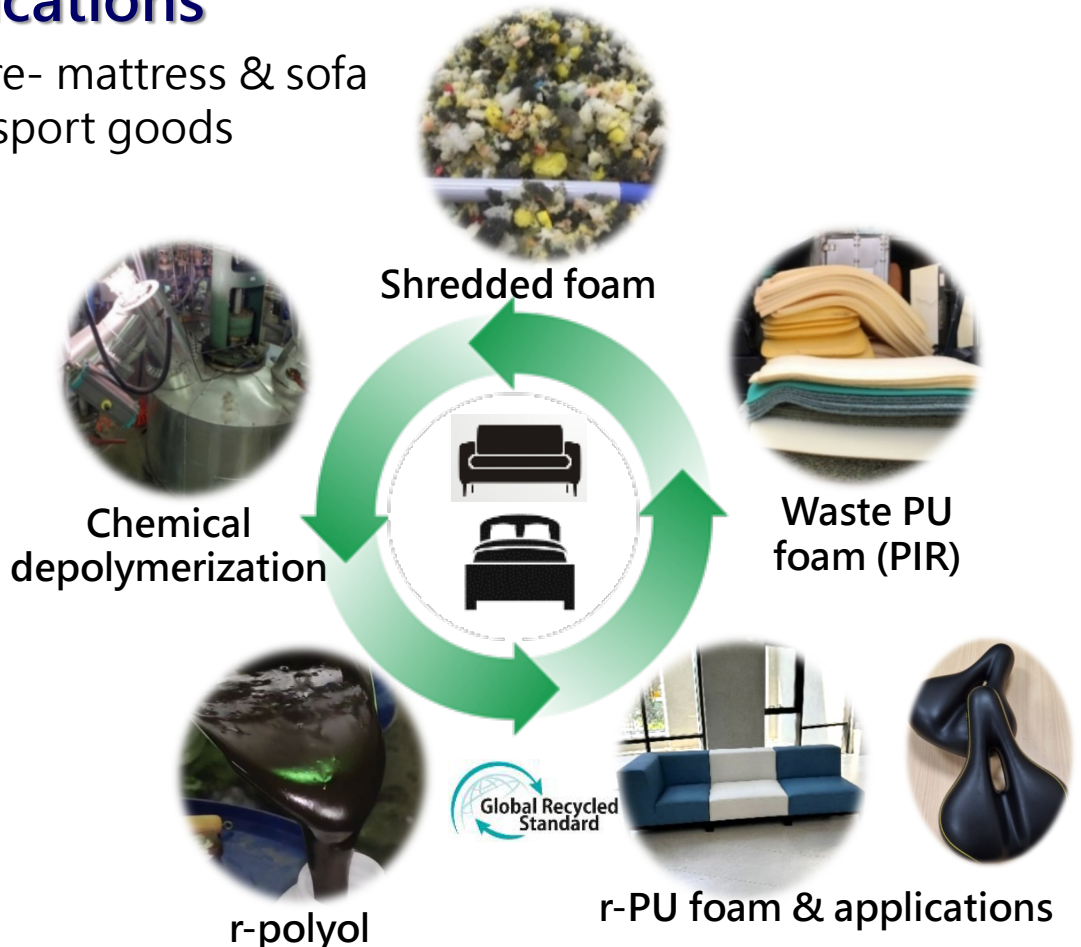 ications
re- mattress & sofa
sport goods
Shredded foam
Waste PU
foam (PIR)
Chemical
depolymerization
Global Recycled
Standard
r-PU foam & applications
r-polyol